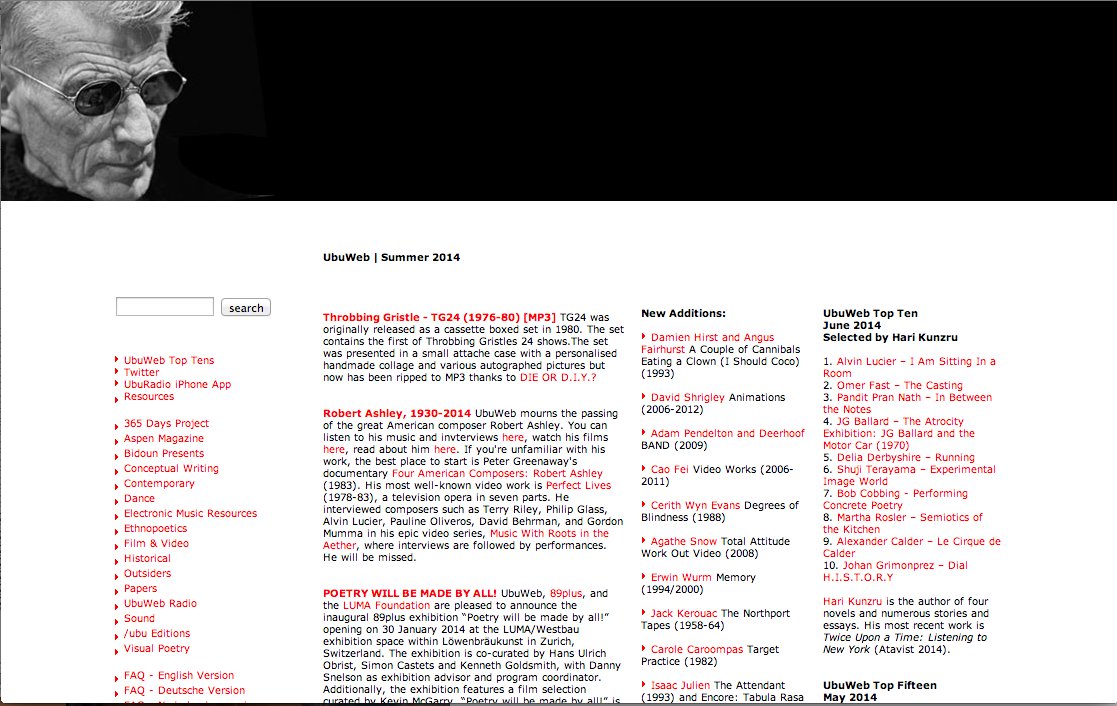 UbuWeb | Summer 2014
search
UbuWeb Top Tens
Twitter
UbuRadio iPhone App
Resources
365 Days Project
Aspen Magazine
Bidoun Presents
Conceptual Writing
Contemporary
Dance
Electronic Music Resources
Ethnopoetics
Film & Video
Historical
Outsiders
Papers
UbuWeb Radio
Sound
/ubu Editions
Visual Poetry
FAQ - English Version
FAQ - Deutsche Version
Throbbing Gristle - TG24 (1976-80) [MP3] TG24 was
originally released as a cassette boxed set in 1980. The set
contains the first of Throbbing Gristles 24 shows.The set
was presented in a small attache case with a personalised
handmade collage and various autographed pictures but
now has been ripped to MP3 thanks to DIE OR D.I.Y.?
Robert Ashley, 1930-2014 UbuWeb mourns the passing
of the great American composer Robert Ashley. You can
listen to his music and invterviews here, watch his films
here, read about him here. If you're unfamiliar with his
work, the best place to start is Peter Greenaway's
documentary Four American Composers: Robert Ashley
(1983). His most well-known video work is Perfect Lives
(1978-83), a television opera in seven parts. He
interviewed composers such as Terry Riley, Philip Glass,
Alvin Lucier, Pauline Oliveros, David Behrman, and Gordon
Mumma in his epic video series, Music With Roots in the
Aether, where interviews are followed by performances.
He will be missed.
POETRY WILL BE MADE BY ALL! UbuWeb, 89plus, and
the LUMA Foundation are pleased to announce the
inaugural 89plus exhibition “Poetry will be made by all!”
opening on 30 January 2014 at the LUMA/Westbau
exhibition space within Löwenbräukunst in Zurich,
Switzerland. The exhibition is co-curated by Hans Ulrich
Obrist, Simon Castets and Kenneth Goldsmith, with Danny
Snelson as exhibition advisor and program coordinator.
Additionally, the exhibition features a film selection
curated by Kevin McGarry. “Poetry will be made by all!” is
New Additions:
Damien Hirst and Angus
Fairhurst A Couple of Cannibals
Eating a Clown (I Should Coco)
(1993)
David Shrigley Animations
(2006-2012)
Adam Pendelton and Deerhoof
BAND (2009)
Cao Fei Video Works (2006-
2011)
Cerith Wyn Evans Degrees of
Blindness (1988)
Agathe Snow Total Attitude
Work Out Video (2008)
Erwin Wurm Memory
(1994/2000)
Jack Kerouac The Northport
Tapes (1958-64)
Carole Caroompas Target
Practice (1982)
Isaac Julien The Attendant
(1993) and Encore: Tabula Rasa
UbuWeb Top Ten
June 2014
Selected by Hari Kunzru
1. Alvin Lucier – I Am Sitting In a
Room
2. Omer Fast – The Casting
3. Pandit Pran Nath – In Between
the Notes
4. JG Ballard – The Atrocity
Exhibition: JG Ballard and the
Motor Car (1970)
5. Delia Derbyshire – Running
6. Shuji Terayama – Experimental
Image World
7. Bob Cobbing - Performing
Concrete Poetry
8. Martha Rosler – Semiotics of
the Kitchen
9. Alexander Calder – Le Cirque de
Calder
10. Johan Grimonprez – Dial
H.I.S.T.O.R.Y
Hari Kunzru is the author of four
novels and numerous stories and
essays. His most recent work is
Twice Upon a Time: Listening to
New York (Atavist 2014).
UbuWeb Top Fifteen
May 2014